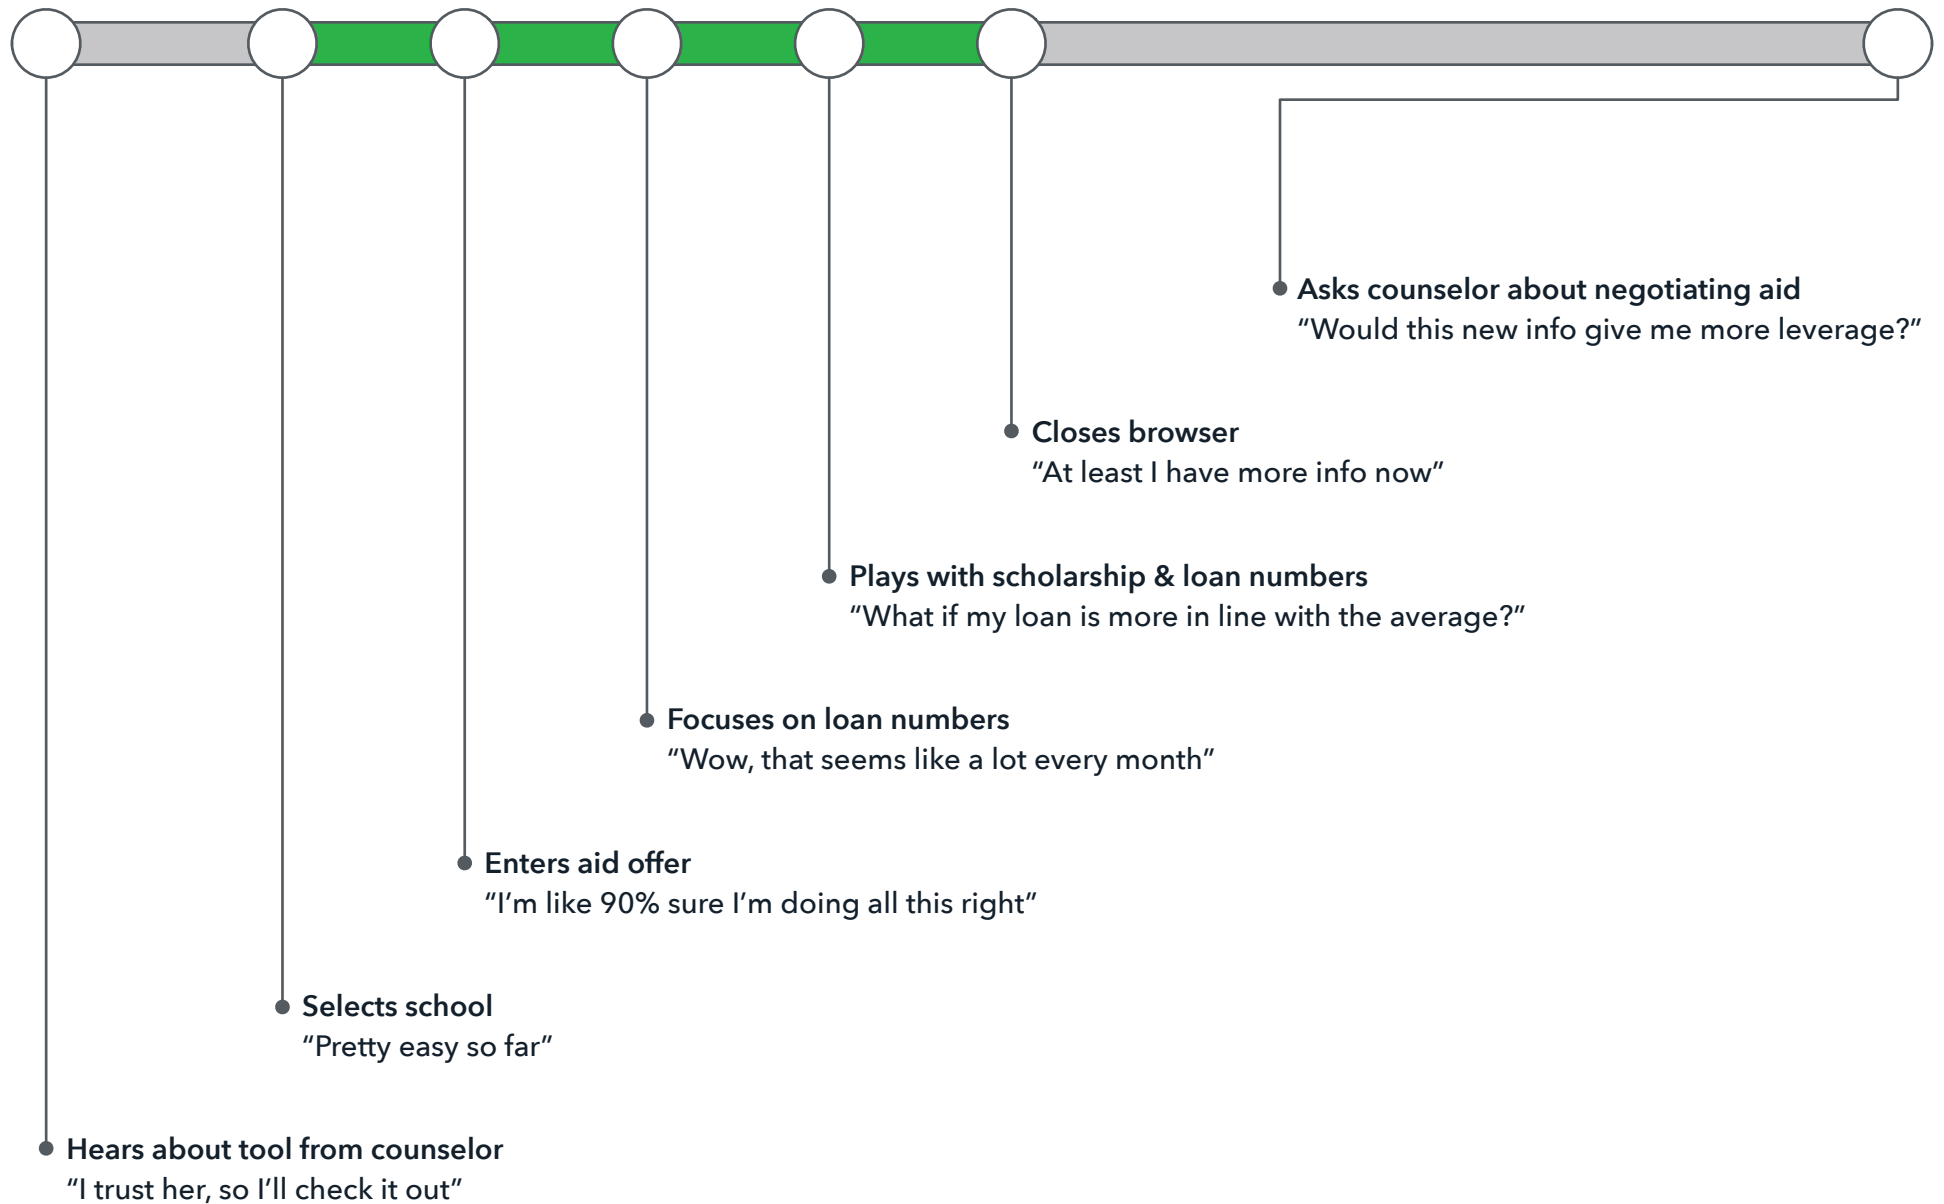 Asks counselor about negotiating aid
“Would this new info give me more leverage?”
Closes browser
“At least I have more info now”
Plays with scholarship & loan numbers
“What if my loan is more in line with the average?”
Focuses on loan numbers
“Wow, that seems like a lot every month”
Enters aid offer
“I’m like 90% sure I’m doing all this right”
Selects school
“Pretty easy so far”
Hears about tool from counselor
“I trust her, so I’ll check it out”